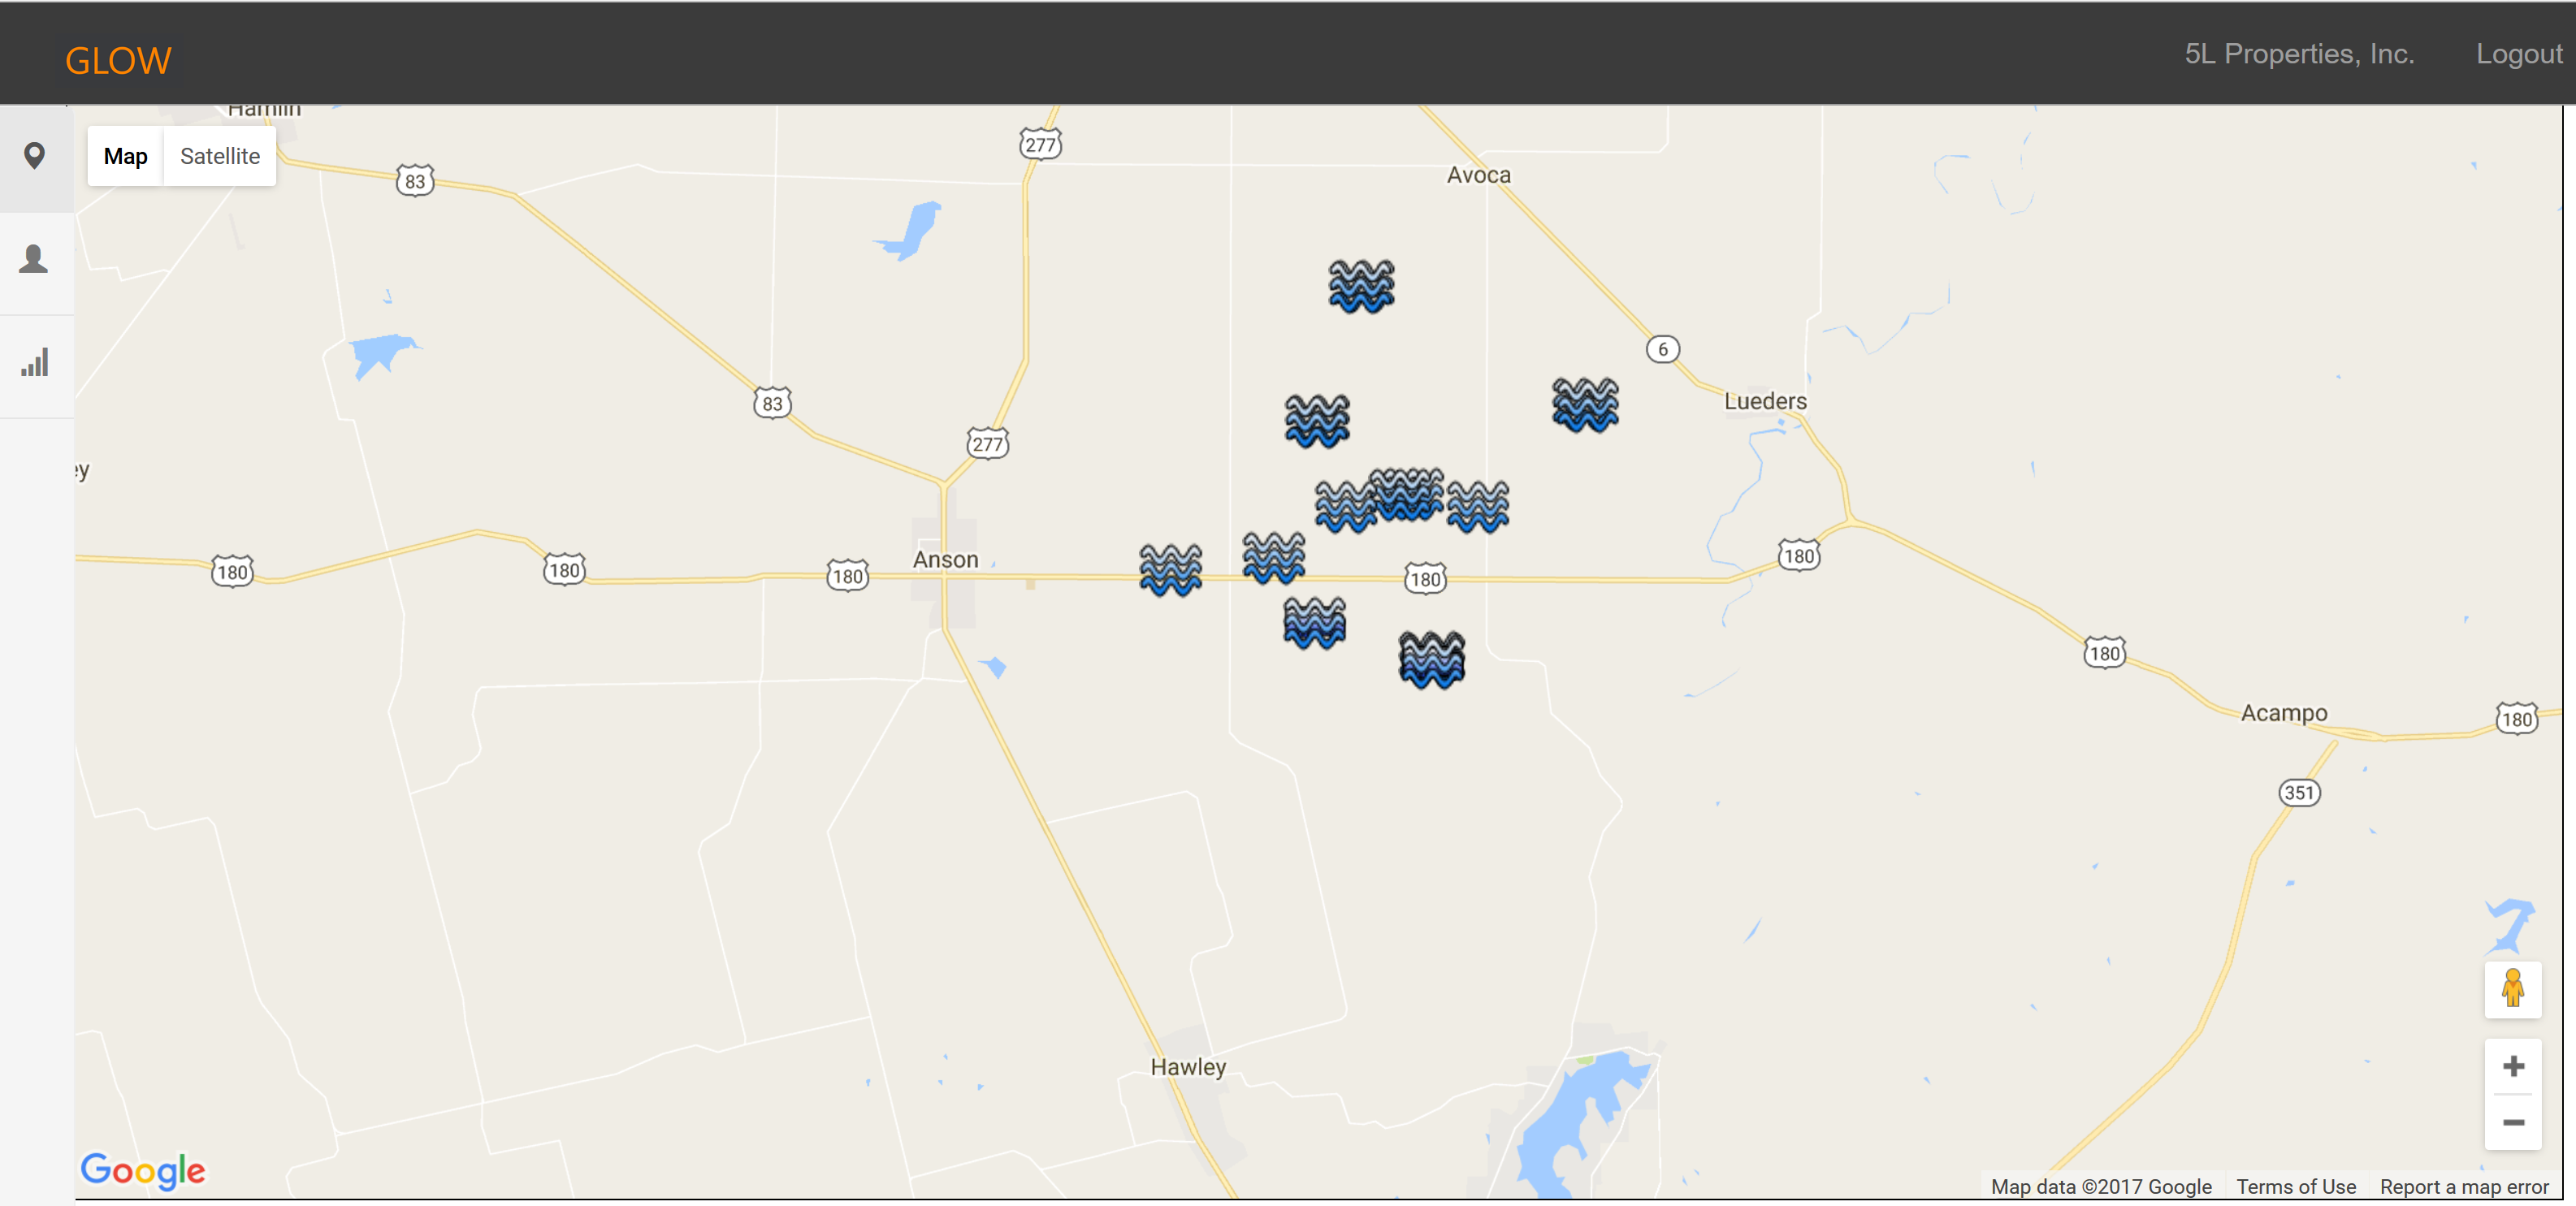 GLOW
5L Properties, Inc. Logout
Hamlin
Map Satellite
277
83
Avoca
6
83
Lueders
277
ey
180
180
180
Anson
180
180
180
Acampo
180
351
Hawley
Google
Map data ©2017 Google Terms of Use Report a map error